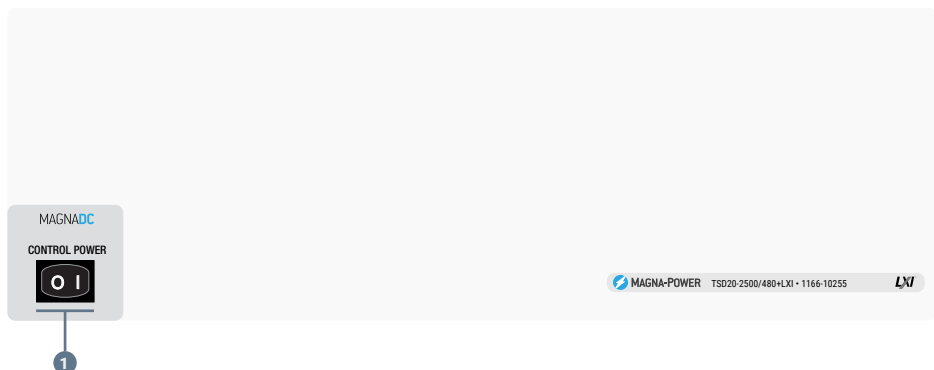 MAGNADC
CONTROL POWER
O I
MAGNA-POWER TSD20-2500/480+LXI • 1166-10255 LXI
1